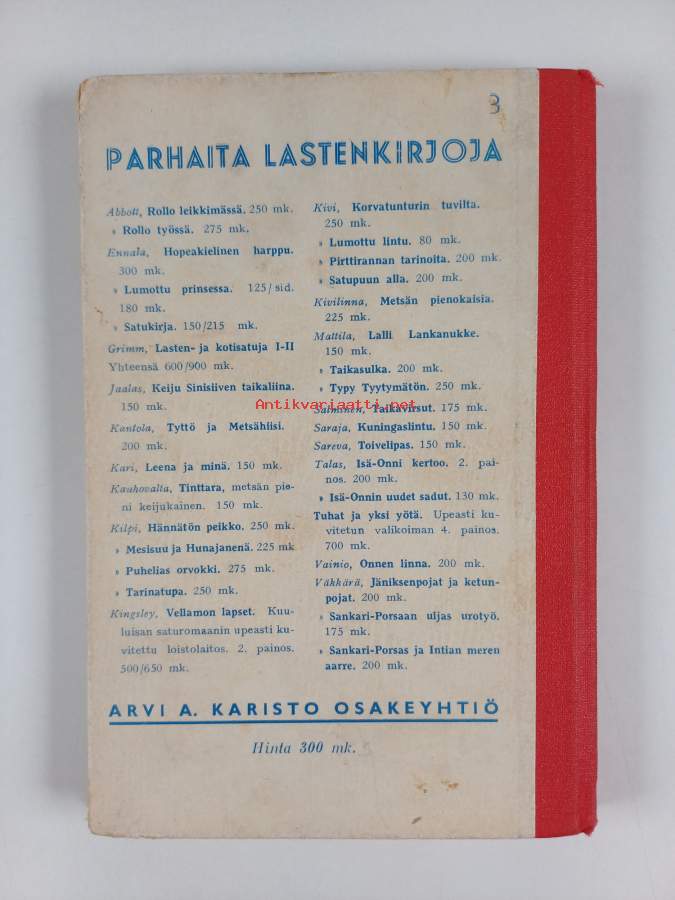 3
PARHAITA LASTENKIRJOJA
Abbott, Rollo leikkimässä. 250 mk.
» Rollo työssä. 275 mk.
Ennala, Hopeakielinen harppu.
300 mk.
» Lumottu prinsessa. 125/sid.
180 mk.
» Satukirja. 150/215 mk.
Grimm, Lasten- ja kotisatuja I-II
Yhteensä 600/900 mk.
Jaalas, Keiju Sinisiiven taikaliina.
150 mk.
Kantola, Tyttö ja Metsähiisi.
200 mk.
Kari, Leena ja minä. 150 mk.
Kauhovalta, Tinttara, metsän pie-
ni keijukainen. 150 mk.
Kilpi, Hännätön peikko. 250 mk.
» Mesisuu ja Hunajanenä. 225 mk
» Puhelias orvokki. 275 mk.
» Tarinatupa. 250 mk.
Kingsley, Vellamon lapset. Kuu-
luisan saturomaanin upeasti ku-
vitettu loistolaitos. 2. painos.
500/650 mk.
Kivi, Korvatunturin tuvilta.
250 mk.
» Lumottu lintu. 80 mk.
» Pirttirannan tarinoita. 200 mk.
» Satupuun alla. 200 mk.
Kivilinna, Metsän pienokaisia.
225 mk.
Mattila, Lalli Lankanukke.
150 mk.
» Taikasulka. 200 mk.
» Typy Tyytymätön. 250 mk.
Salminen, Taikavirsut. 175 mk.
Saraja, Kuningaslintu. 150 mk.
Sareva, Toivelipas. 150 mk.
Talas, Isä-Onni kertoo. 2. pai-
nos. 200 mk.
» Isä-Onnin uudet sadut. 130 mk.
Tuhat ja yksi yötä. Upeasti ku-
vitetun valikoiman 4. painos.
700 mk.
Vainio, Onnen linna. 200 mk.
Väkkärä, Jäniksenpojat ja ketun-
pojat. 200 mk.
» Sankari-Porsaan uljas urotyö.
175 mk.
» Sankari-Porsas ja Intian meren
aarre. 200 mk.
Antikvariaatti.net
ARVI A. KARISTO OSAKEYHTIÖ
Hinta 300 mk.